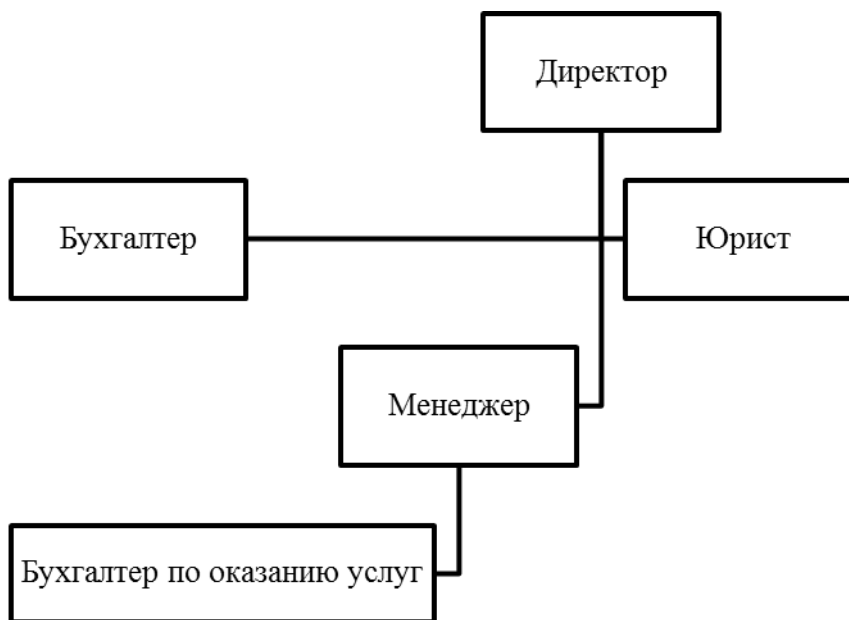 Директор
Бухгалтер
Юрист
Менеджер
Бухгалтер по оказанию услуг